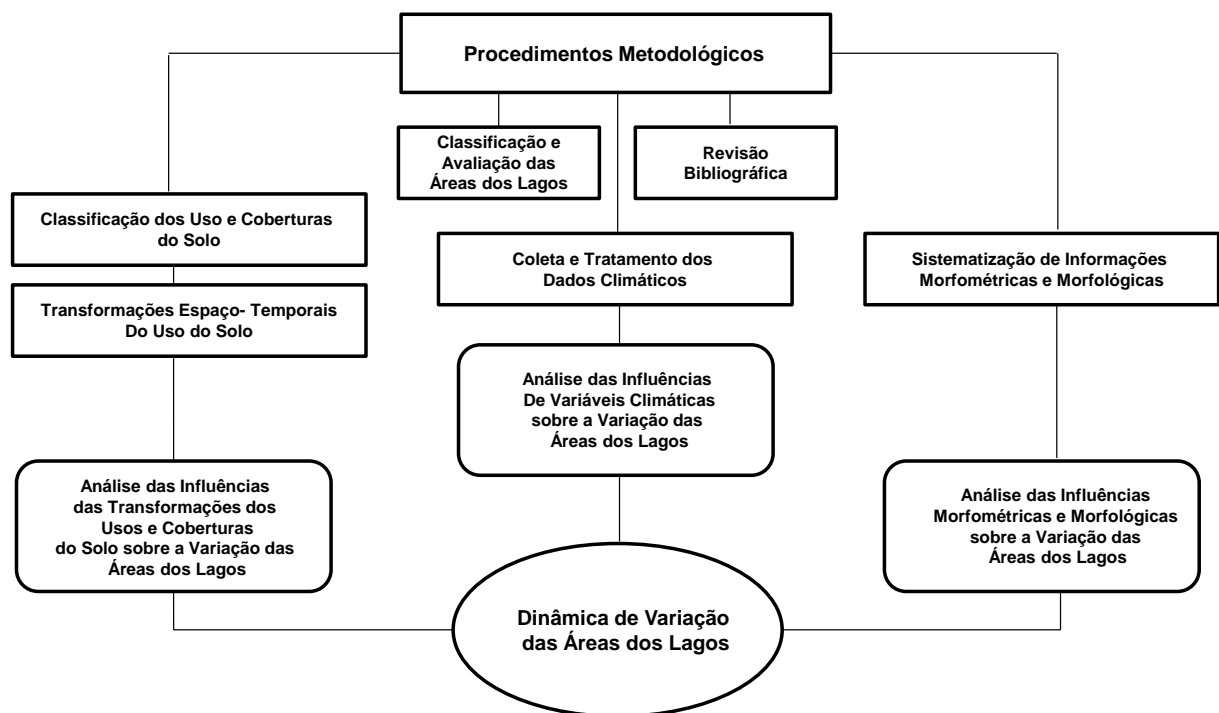 Procedimentos Metodológicos
Classificação e
Avaliação das
Áreas dos Lagos
Revisão
Bibliográfica
Classificação dos Uso e Coberturas
do Solo
Transformações Espaço- Temporais
Do Uso do Solo
Coleta e Tratamento dos
Dados Climáticos
Sistematização de Informações
Morfométricas e Morfológicas
Análise das Influências
De Variáveis Climáticas
sobre a Variação das
Áreas dos Lagos
Análise das Influências
das Transformações dos
Usos e Coberturas
do Solo sobre a Variação das
Áreas dos Lagos
Análise das Influências
Morfométricas e Morfológicas
sobre a Variação das
Áreas dos Lagos
Dinâmica de Variação
das Áreas dos Lagos